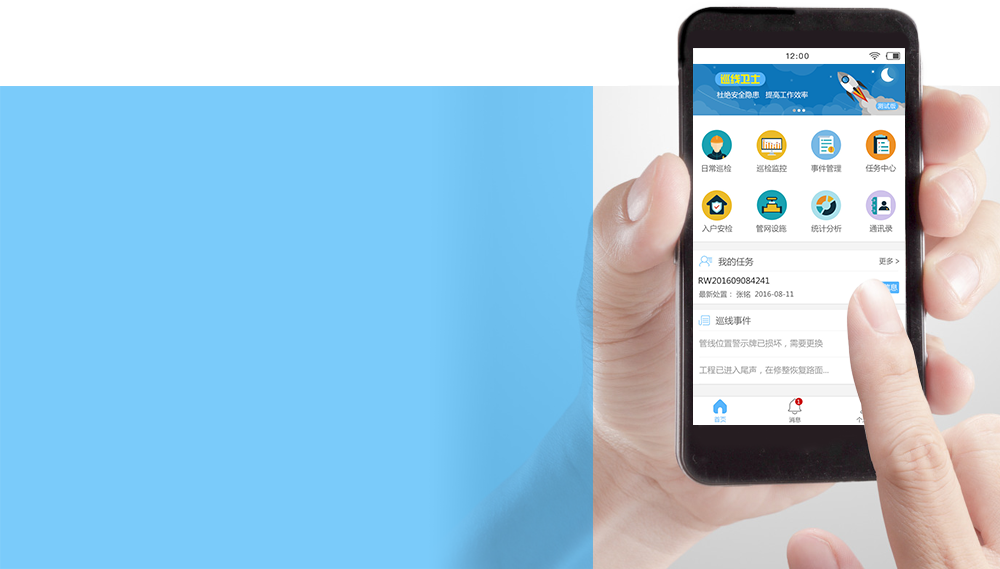 12:00
巡线卫士
杜绝安全隐患 提高工作效率
测试版
日常巡检 巡检监控 事件管理 任务中心
入户安检 管网设施 统计分析 通讯录
我的任务 更多 >
RW201609084241
最新处置： 张铭 2016-08-11
巡线事件
管线位置警示牌已损坏，需要更换
工程已进入尾声，在修整恢复路面...
1
首页 消息